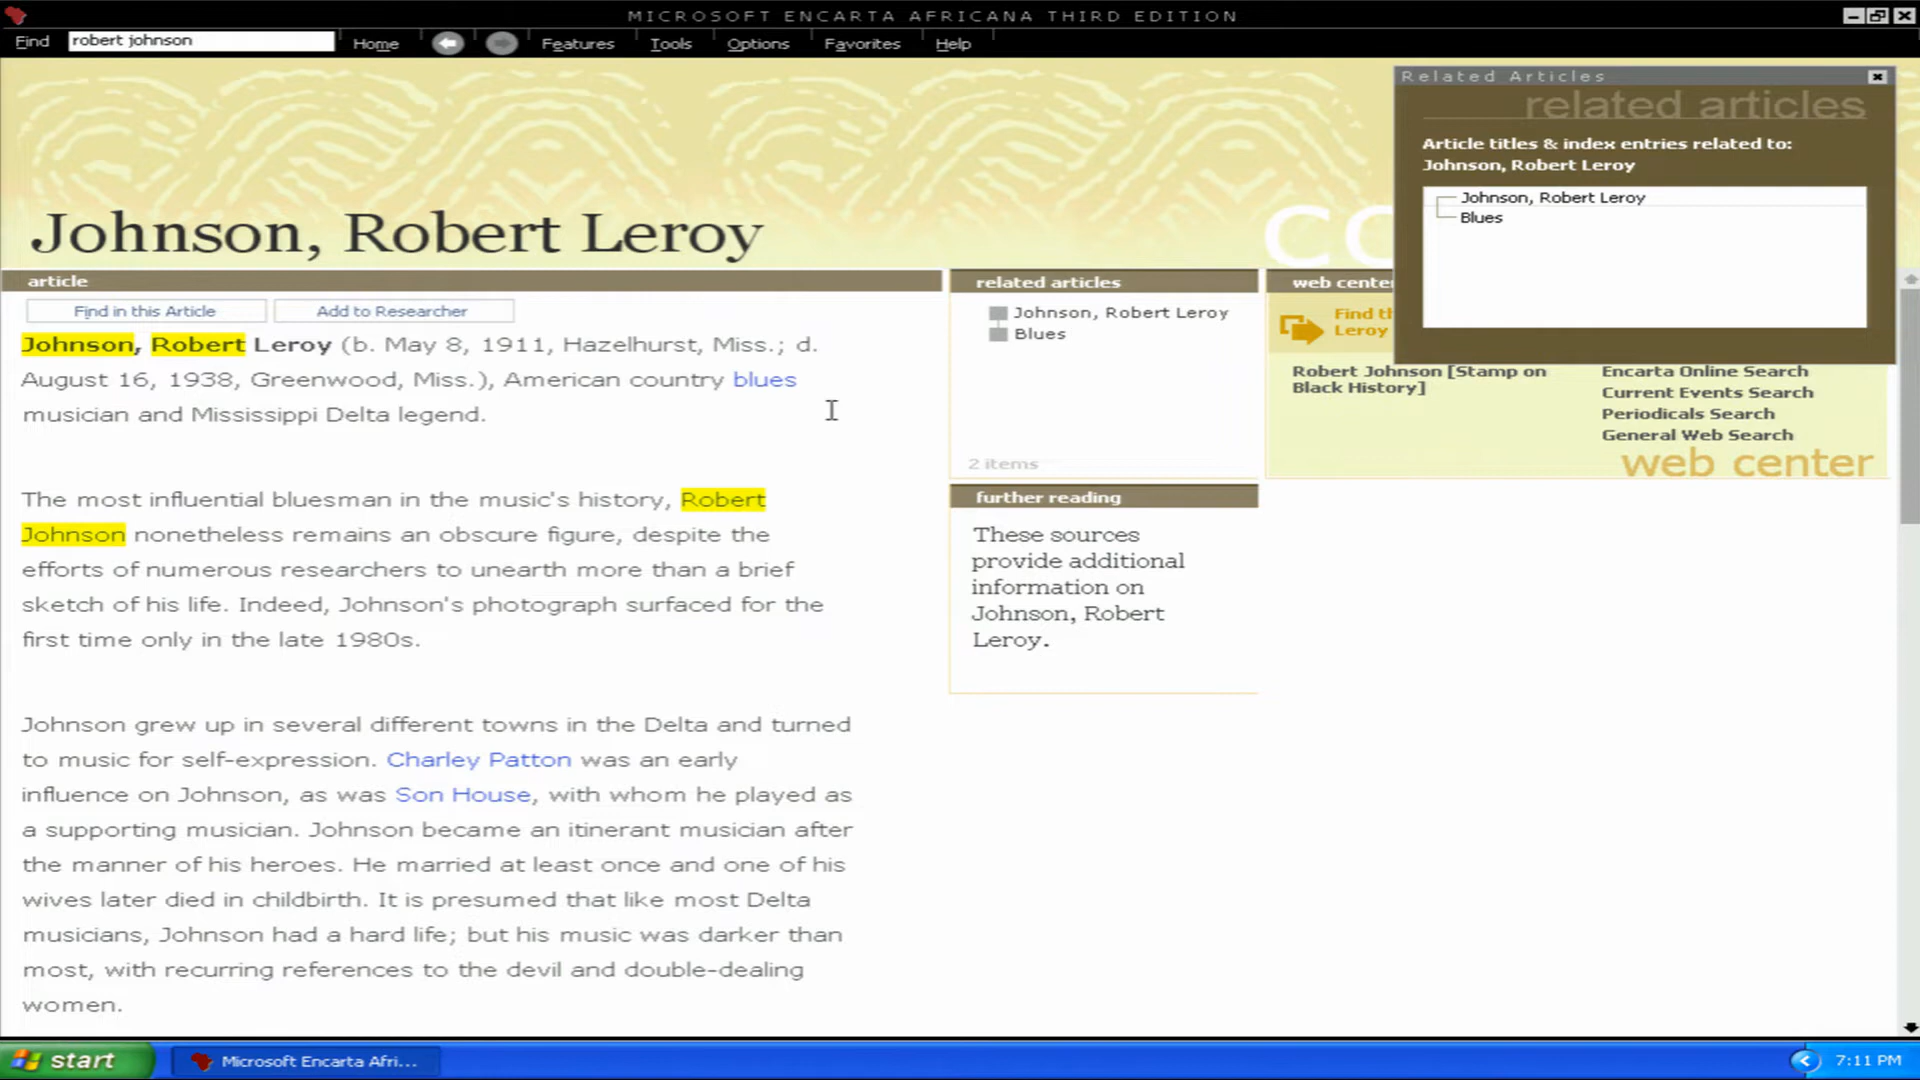 MICROSOFT ENCARTA AFRICANA THIRD EDITION
Find robert johnson Home Features Tools Options Favorites Help
Related Articles
related articles
Article titles & index entries related to:
Johnson, Robert Leroy
Johnson, Robert Leroy
Blues
Johnson, Robert Leroy
article
Find in this Article Add to Researcher
Johnson, Robert Leroy (b. May 8, 1911, Hazelhurst, Miss.; d.
August 16, 1938, Greenwood, Miss.), American country blues
musician and Mississippi Delta legend.
The most influential bluesman in the music's history, Robert
Johnson nonetheless remains an obscure figure, despite the
efforts of numerous researchers to unearth more than a brief
sketch of his life. Indeed, Johnson's photograph surfaced for the
first time only in the late 1980s.
Johnson grew up in several different towns in the Delta and turned
to music for self-expression. Charley Patton was an early
influence on Johnson, as was Son House, with whom he played as
a supporting musician. Johnson became an itinerant musician after
the manner of his heroes. He married at least once and one of his
wives later died in childbirth. It is presumed that like most Delta
musicians, Johnson had a hard life; but his music was darker than
most, with recurring references to the devil and double-dealing
women.
related articles
Johnson, Robert Leroy
Blues
2 items
further reading
These sources
provide additional
information on
Johnson, Robert
Leroy.
web center
Find th
Leroy
Robert Johnson [Stamp on
Black History]
Encarta Online Search
Current Events Search
Periodicals Search
General Web Search
web center
start Microsoft Encarta Afri... 7:11 PM